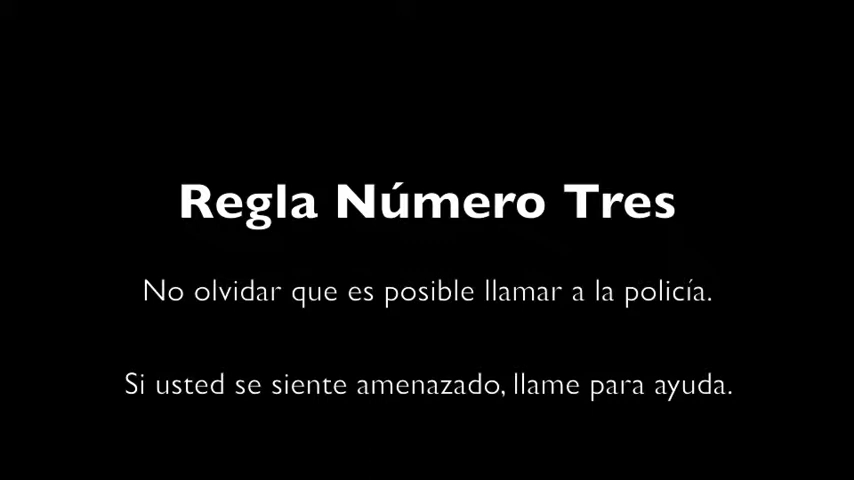 Regla Número Tres
No olvidar que es posible llamar a la policía.
Si usted se siente amenazado, llame para ayuda.